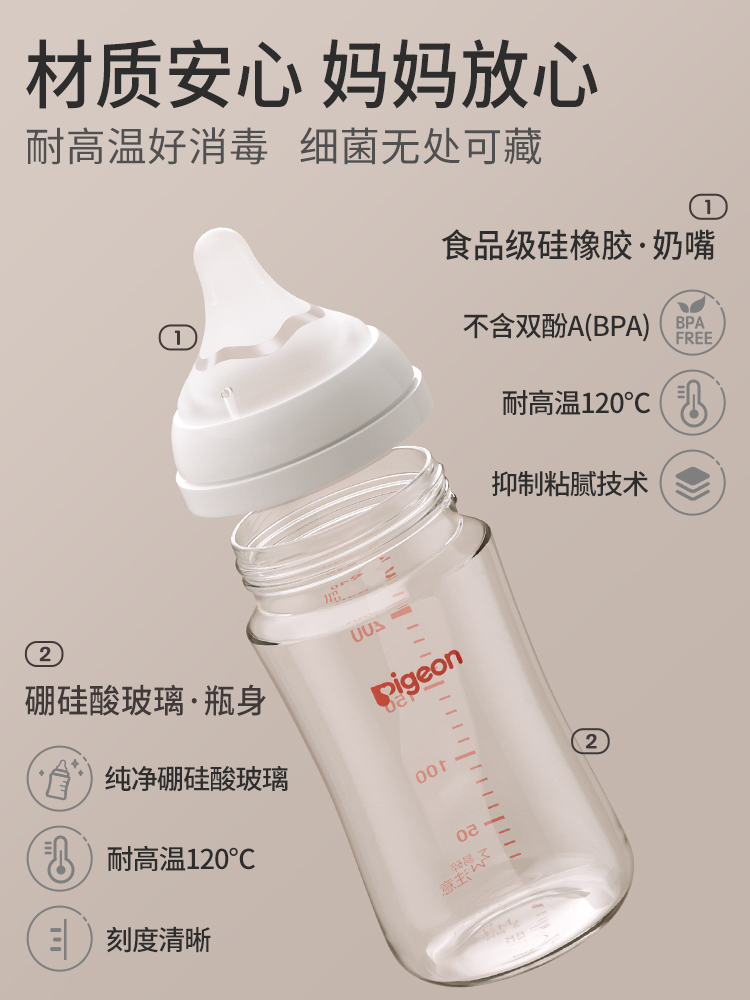 材质安心 妈妈放心
耐高温好消毒 细菌无处可藏
1
食品级硅橡胶·奶嘴
1
不含双酚A(BPA)
BPA
FREE
耐高温120℃
抑制粘腻技术
200
Pigeon
150
2
硼硅酸玻璃·瓶身
2
100
纯净硼硅酸玻璃
50
注意
耐高温120℃
刻度清晰